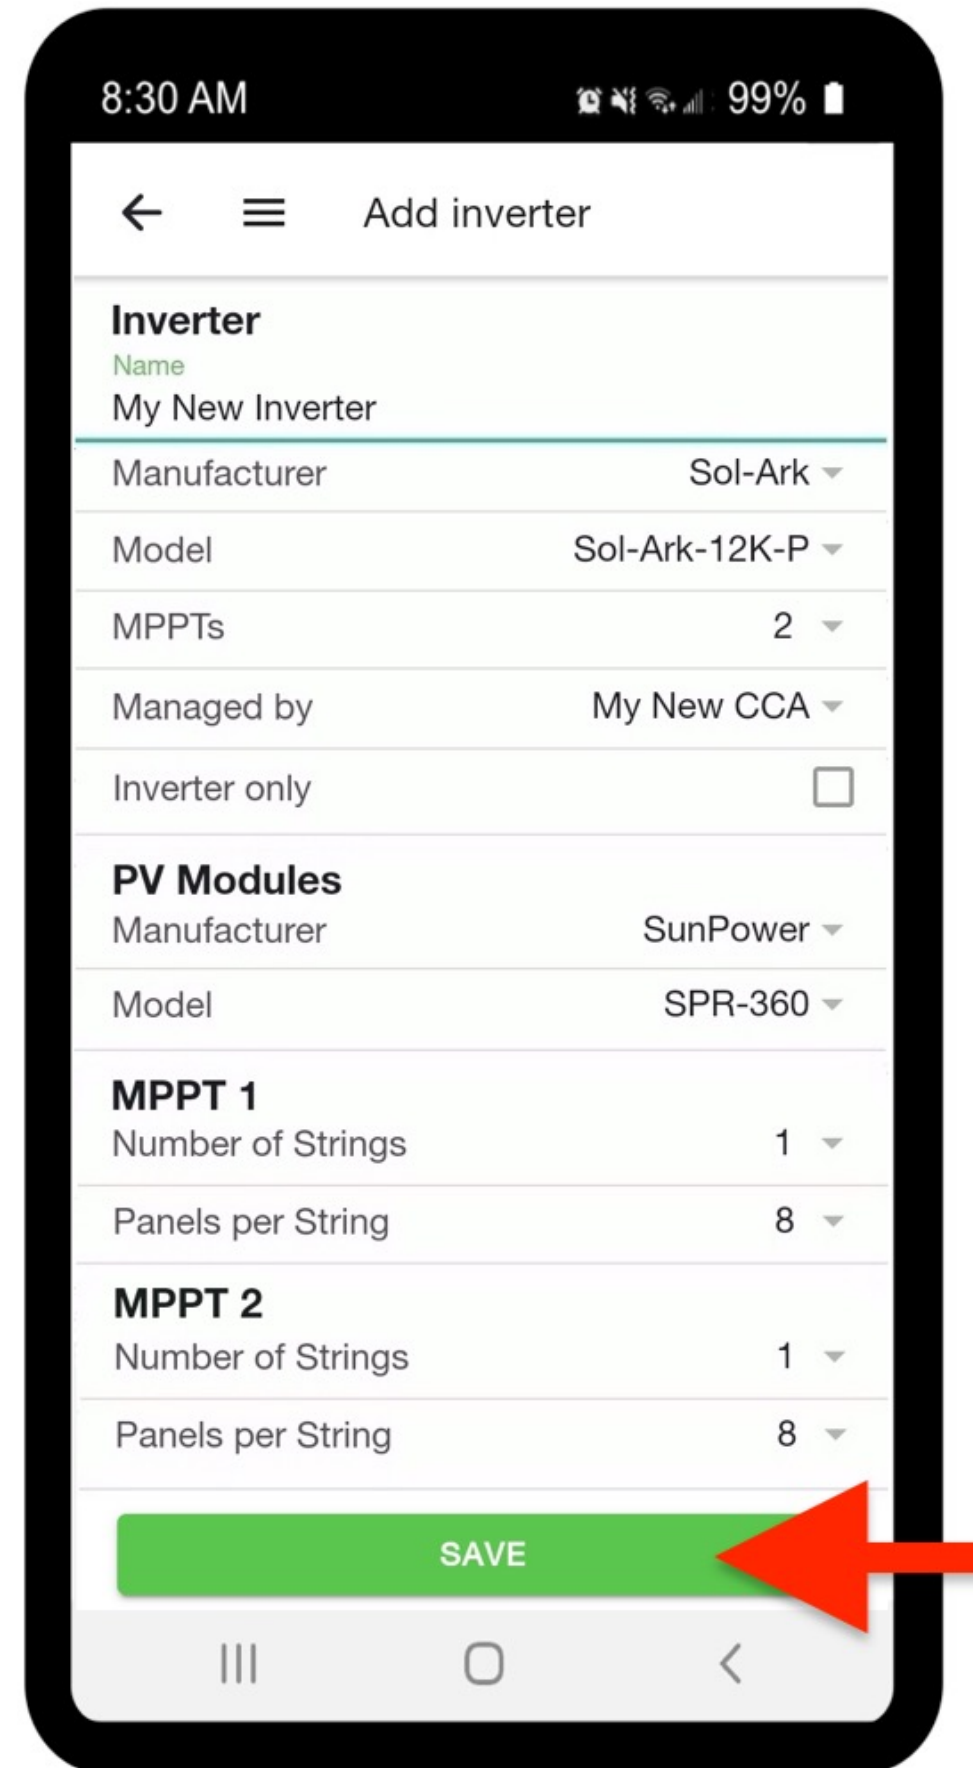 8:30 AM 99%
Add inverter
Inverter
Name
My New Inverter
Manufacturer Sol-Ark
Model Sol-Ark-12K-P
MPPTs 2
Managed by My New CCA
Inverter only
PV Modules
Manufacturer SunPower
Model SPR-360
MPPT 1
Number of Strings 1
Panels per String 8
MPPT 2
Number of Strings 1
Panels per String 8
SAVE